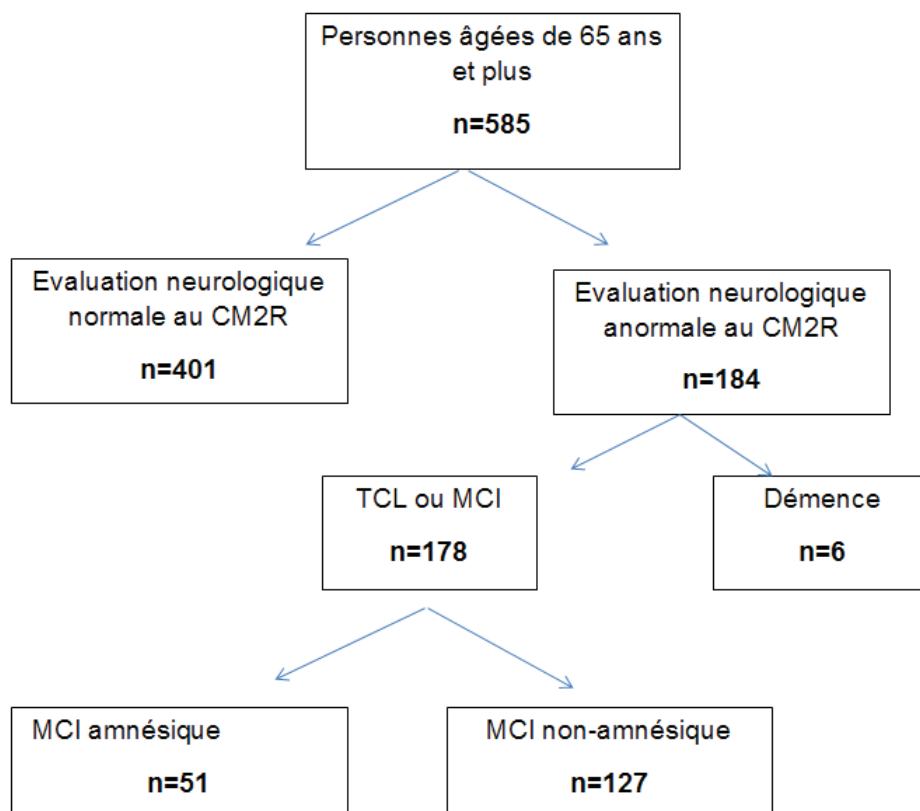 Personnes âgées de 65 ans
et plus
n=585
Evaluation neurologique
normale au CM2R
n=401
Evaluation neurologique
anormale au CM2R
n=184
TCL ou MCI
n=178
Démence
n=6
MCI amnésique
n=51
MCI non-amnésique
n=127